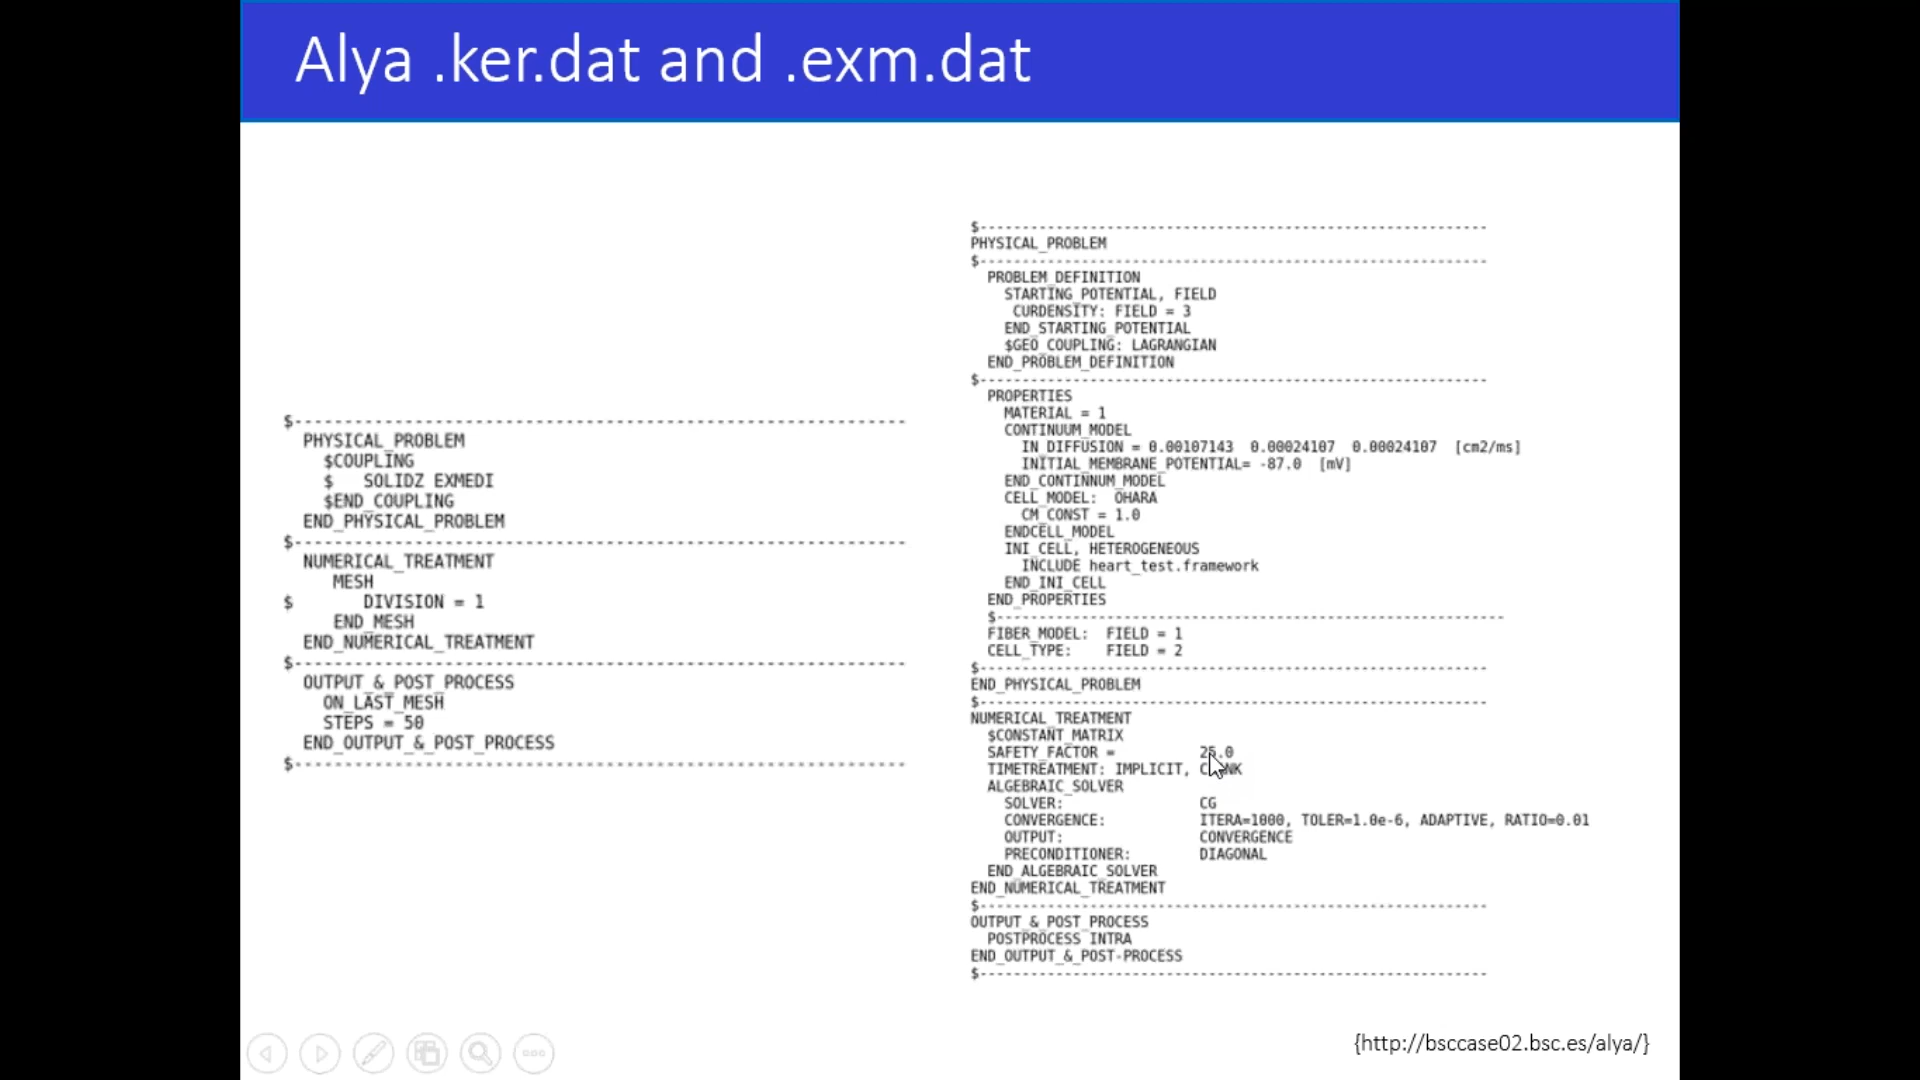 Alya .ker.dat and .exm.dat
$------------------------------------------------------------
PHYSICAL_PROBLEM
$COUPLING
$   SOLIDZ EXMEDI
$END_COUPLING
END_PHYSICAL_PROBLEM
$------------------------------------------------------------
NUMERICAL_TREATMENT
MESH
$       DIVISION = 1
END_MESH
END_NUMERICAL_TREATMENT
$------------------------------------------------------------
OUTPUT_&_POST_PROCESS
ON_LAST_MESH
STEPS = 50
END_OUTPUT_&_POST_PROCESS
$------------------------------------------------------------
$------------------------------------------------------------
PHYSICAL_PROBLEM
$------------------------------------------------------------
PROBLEM_DEFINITION
STARTING_POTENTIAL, FIELD
CURDENSITY: FIELD = 3
END_STARTING_POTENTIAL
$GEO_COUPLING: LAGRANGIAN
END_PROBLEM_DEFINITION
$------------------------------------------------------------
PROPERTIES
MATERIAL = 1
CONTINUUM_MODEL
IN_DIFFUSION = 0.00107143  0.00024107  0.00024107  [cm2/ms]
INITIAL_MEMBRANE_POTENTIAL= -87.0  [mV]
END_CONTINNUM_MODEL
CELL_MODEL:  OHARA
CM_CONST = 1.0
ENDCELL_MODEL
INI_CELL, HETEROGENEOUS
INCLUDE heart_test.framework
END_INI_CELL
END_PROPERTIES
$------------------------------------------------------------
FIBER_MODEL:  FIELD = 1
CELL_TYPE:    FIELD = 2
$------------------------------------------------------------
END_PHYSICAL_PROBLEM
$------------------------------------------------------------
NUMERICAL_TREATMENT
$CONSTANT_MATRIX
SAFETY_FACTOR =          25.0
TIMETREATMENT: IMPLICIT,
ALGEBRAIC_SOLVER
SOLVER:                CG
CONVERGENCE:           ITERA=1000, TOLER=1.0e-6, ADAPTIVE, RATIO=0.01
OUTPUT:                CONVERGENCE
PRECONDITIONER:        DIAGONAL
END_ALGEBRAIC_SOLVER
END_NUMERICAL_TREATMENT
$------------------------------------------------------------
OUTPUT_&_POST_PROCESS
POSTPROCESS INTRA
END_OUTPUT_&_POST-PROCESS
$------------------------------------------------------------
{http://bsccase02.bsc.es/alya/}